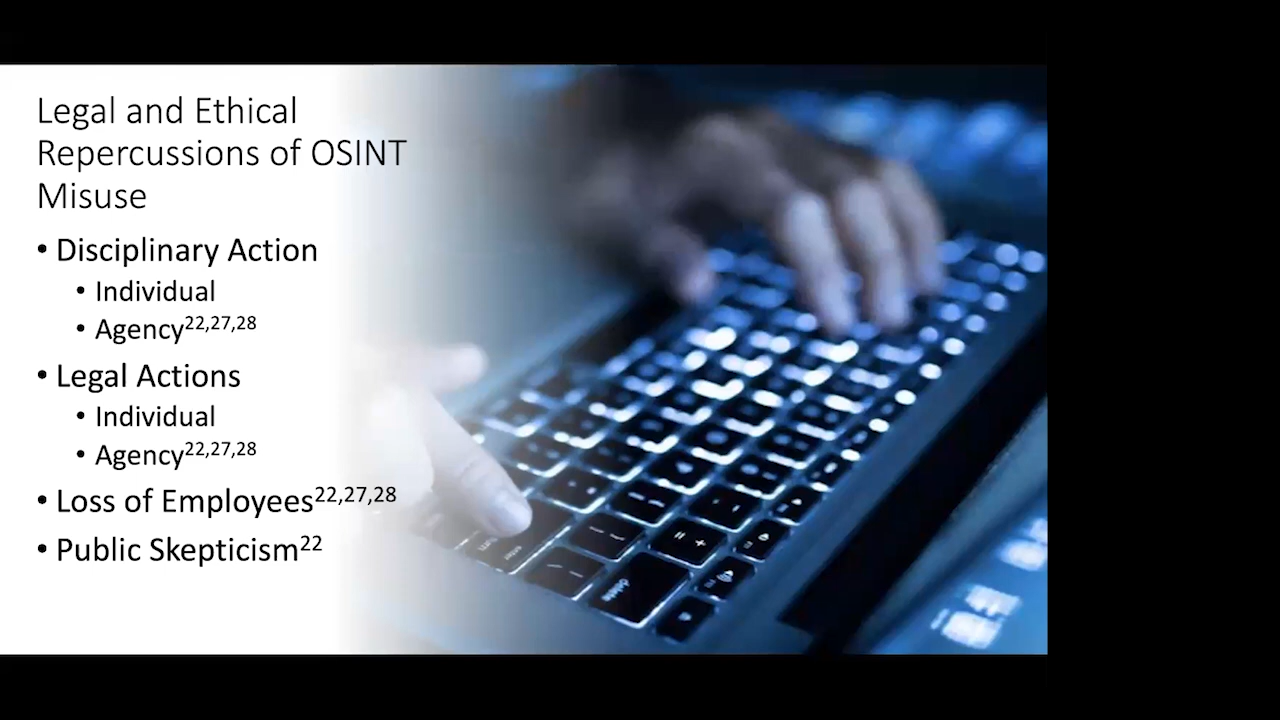 Legal and Ethical
Repercussions of OSINT
Misuse
• Disciplinary Action
• Individual
• Agency22,27,28
• Legal Actions
• Individual
• Agency22,27,28
• Loss of Employees22,27,28
• Public Skepticism22
delete